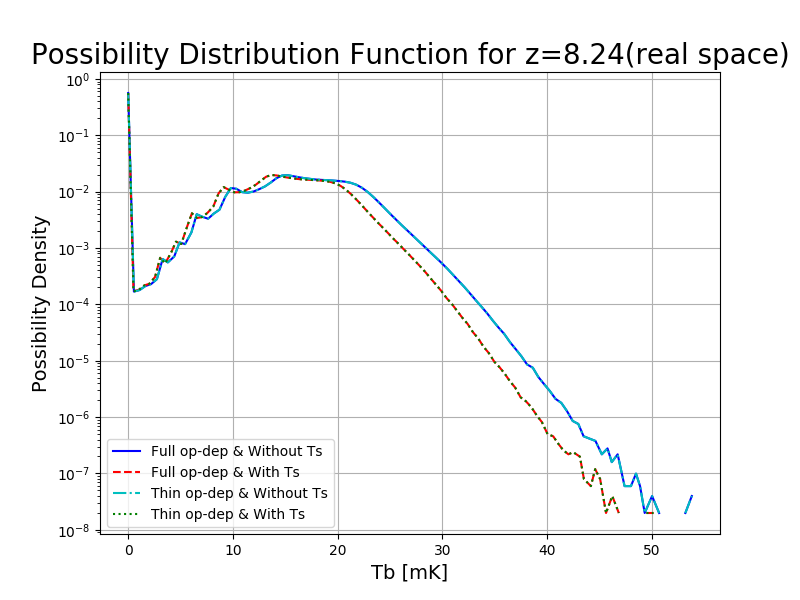 Possibility Distribution Function for z=8.24(real space)
10⁰
10⁻¹
10⁻²
10⁻³
10⁻⁴
10⁻⁵
10⁻⁶
10⁻⁷
10⁻⁸
Possibility Density
Full op-dep & Without Ts
Full op-dep & With Ts
Thin op-dep & Without Ts
Thin op-dep & With Ts
0 10 20 30 40 50
Tb [mK]